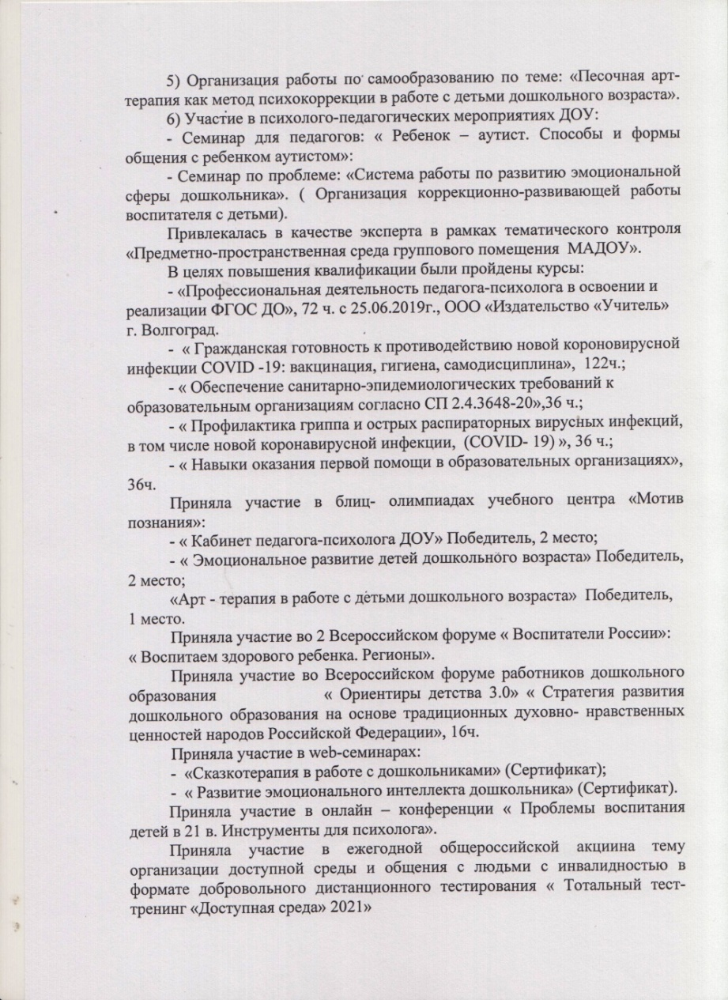 5) Организация работы по самообразованию по теме: «Песочная арт-
терапия как метод психокоррекции в работе с детьми дошкольного возраста».
6) Участие в психолого-педагогических мероприятиях ДОУ:
- Семинар для педагогов: « Ребенок – аутист. Способы и формы
общения с ребенком аутистом»:
- Семинар по проблеме: «Система работы по развитию эмоциональной
сферы дошкольника». ( Организация коррекционно-развивающей работы
воспитателя с детьми).
Привлекалась в качестве эксперта в рамках тематического контроля
«Предметно-пространственная среда группового помещения МАДОУ».
В целях повышения квалификации были пройдены курсы:
- «Профессиональная деятельность педагога-психолога в освоении и
реализации ФГОС ДО», 72 ч. с 25.06.2019г., ООО «Издательство «Учитель»
г. Волгоград.
- « Гражданская готовность к противодействию новой короновирусной
инфекции COVID -19: вакцинация, гигиена, самодисциплина», 122ч.;
- « Обеспечение санитарно-эпидемиологических требований к
образовательным организациям согласно СП 2.4.3648-20»,36 ч.;
- « Профилактика гриппа и острых распираторных вирусных инфекций,
в том числе новой коронавирусной инфекции, (COVID- 19) », 36 ч.;
- « Навыки оказания первой помощи в образовательных организациях»,
36ч.
Приняла участие в блиц- олимпиадах учебного центра «Мотив
познания»:
- « Кабинет педагога-психолога ДОУ» Победитель, 2 место;
- « Эмоциональное развитие детей дошкольного возраста» Победитель,
2 место;
«Арт - терапия в работе с детьми дошкольного возраста» Победитель,
1 место.
Приняла участие во 2 Всероссийском форуме « Воспитатели России»:
« Воспитаем здорового ребенка. Регионы».
Приняла участие во Всероссийском форуме работников дошкольного
образования « Ориентиры детства 3.0» « Стратегия развития
дошкольного образования на основе традиционных духовно- нравственных
ценностей народов Российской Федерации», 16ч.
Приняла участие в web-семинарах:
- «Сказкотерапия в работе с дошкольниками» (Сертификат);
- « Развитие эмоционального интеллекта дошкольника» (Сертификат).
Приняла участие в онлайн – конференции « Проблемы воспитания
детей в 21 в. Инструменты для психолога».
Приняла участие в ежегодной общероссийской акциина тему
организации доступной среды и общения с людьми с инвалидностью в
формате добровольного дистанционного тестирования « Тотальный тест-
тренинг «Доступная среда» 2021»